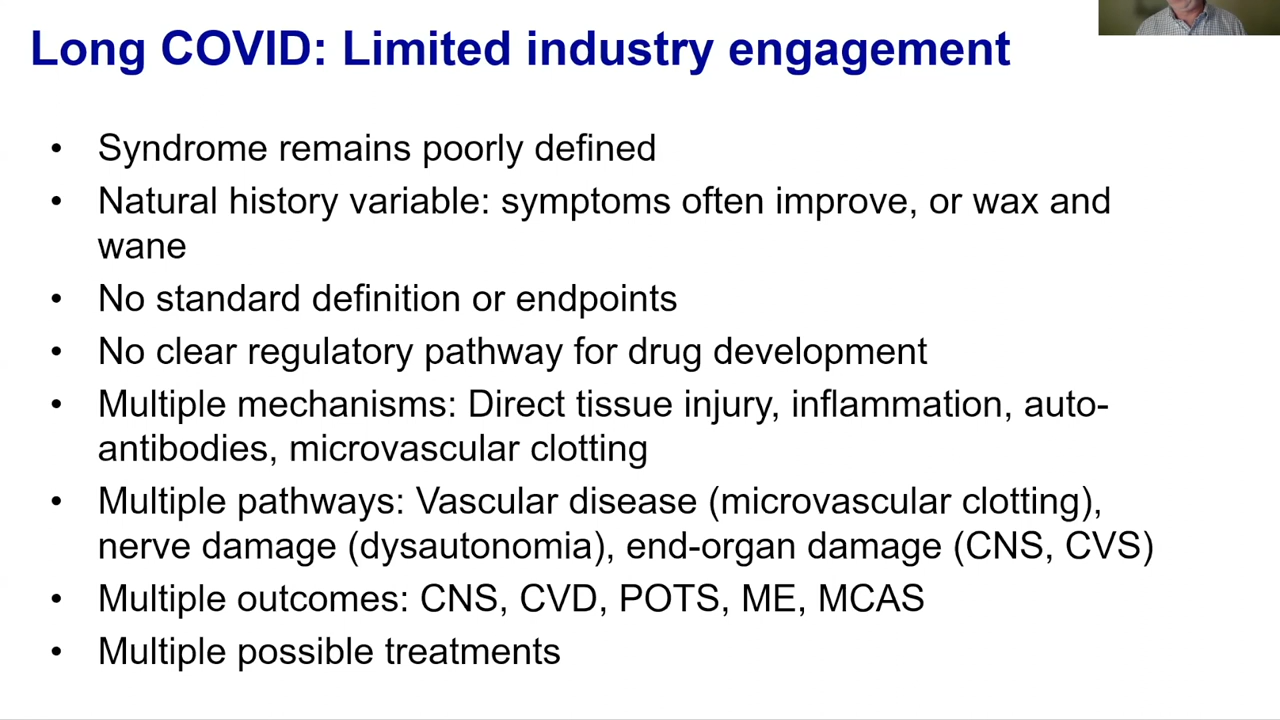 Long COVID: Limited industry engagement
• Syndrome remains poorly defined
• Natural history variable: symptoms often improve, or wax and
wane
• No standard definition or endpoints
• No clear regulatory pathway for drug development
• Multiple mechanisms: Direct tissue injury, inflammation, auto-
antibodies, microvascular clotting
• Multiple pathways: Vascular disease (microvascular clotting),
nerve damage (dysautonomia), end-organ damage (CNS, CVS)
• Multiple outcomes: CNS, CVD, POTS, ME, MCAS
• Multiple possible treatments